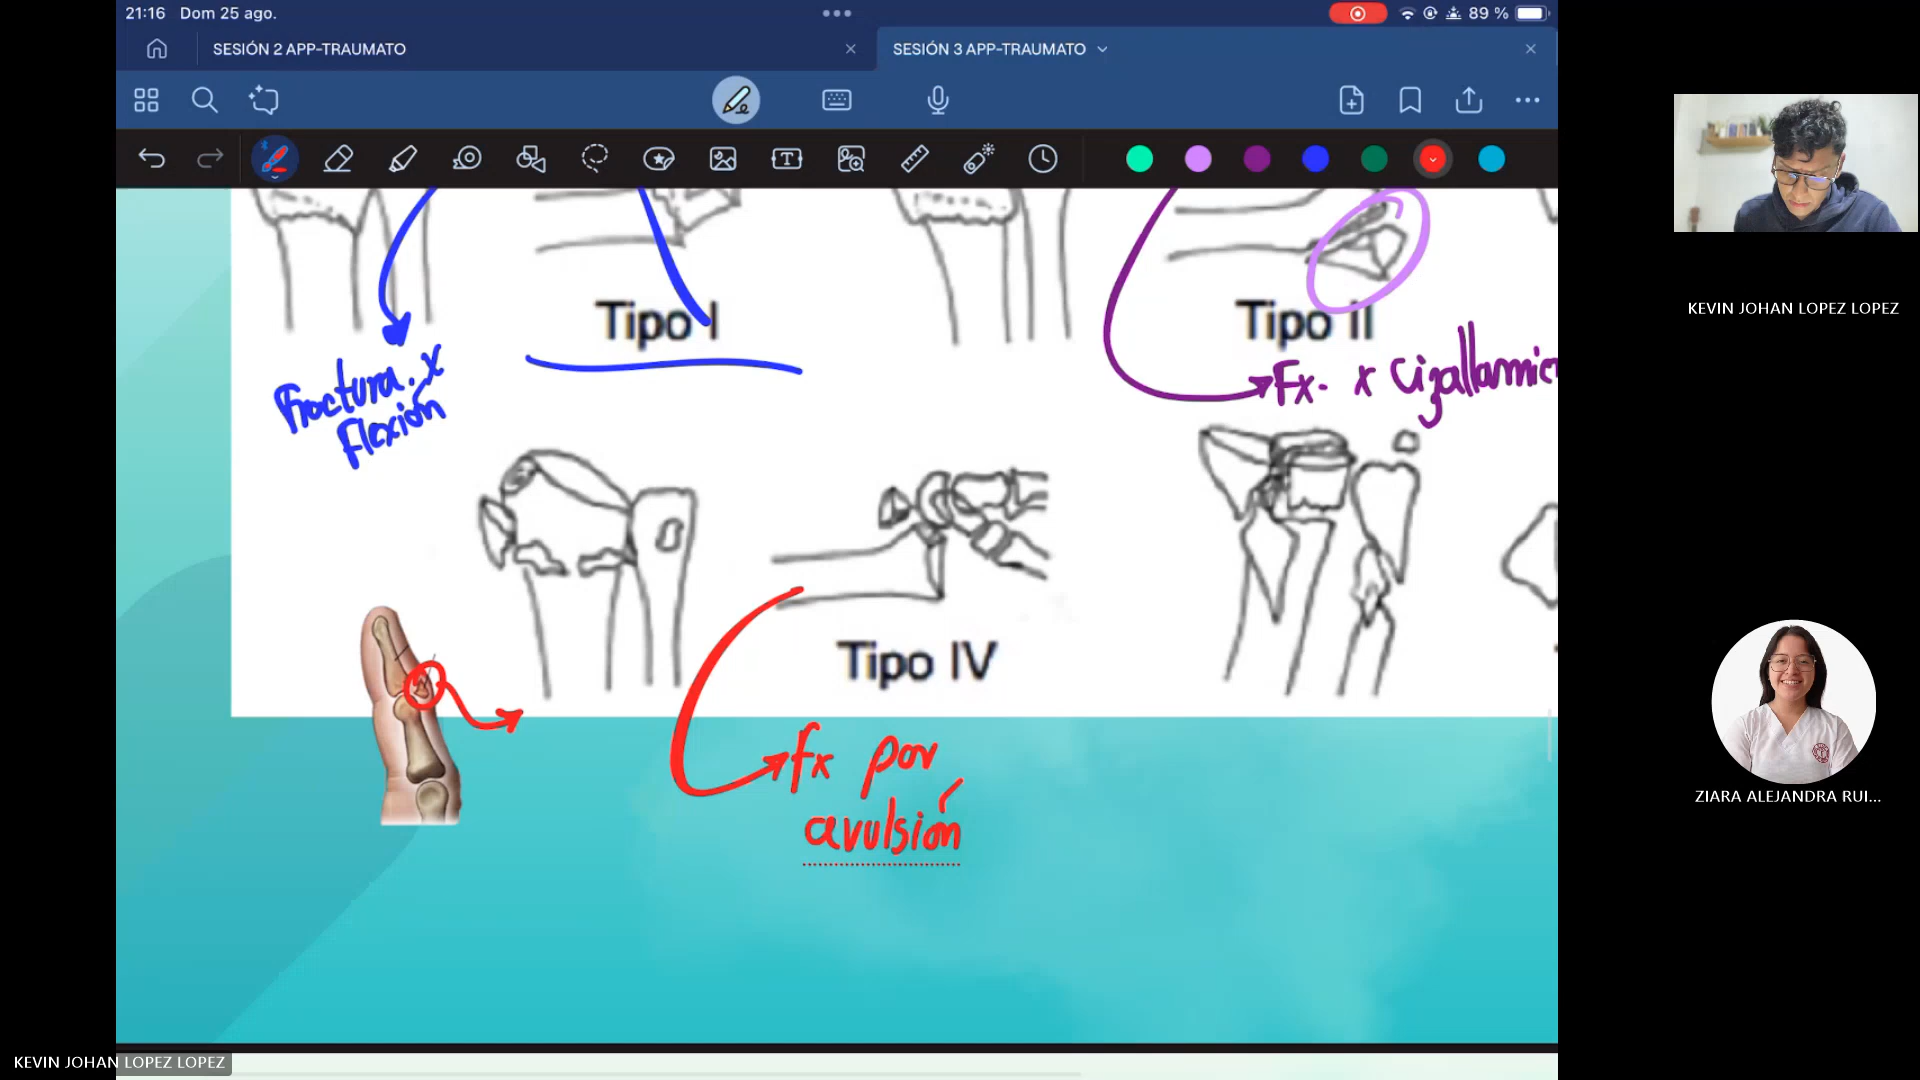 21:16 Dom 25 ago.
89 %
SESIÓN 2 APP-TRAUMATO
SESIÓN 3 APP-TRAUMATO
Tipo I
Tipo II
Fractura. x
flexión
Fx. x Cizallamien
Tipo IV
fx por
avulsión
KEVIN JOHAN LOPEZ LOPEZ
ZIARA ALEJANDRA RUI...
KEVIN JOHAN LOPEZ LOPEZ